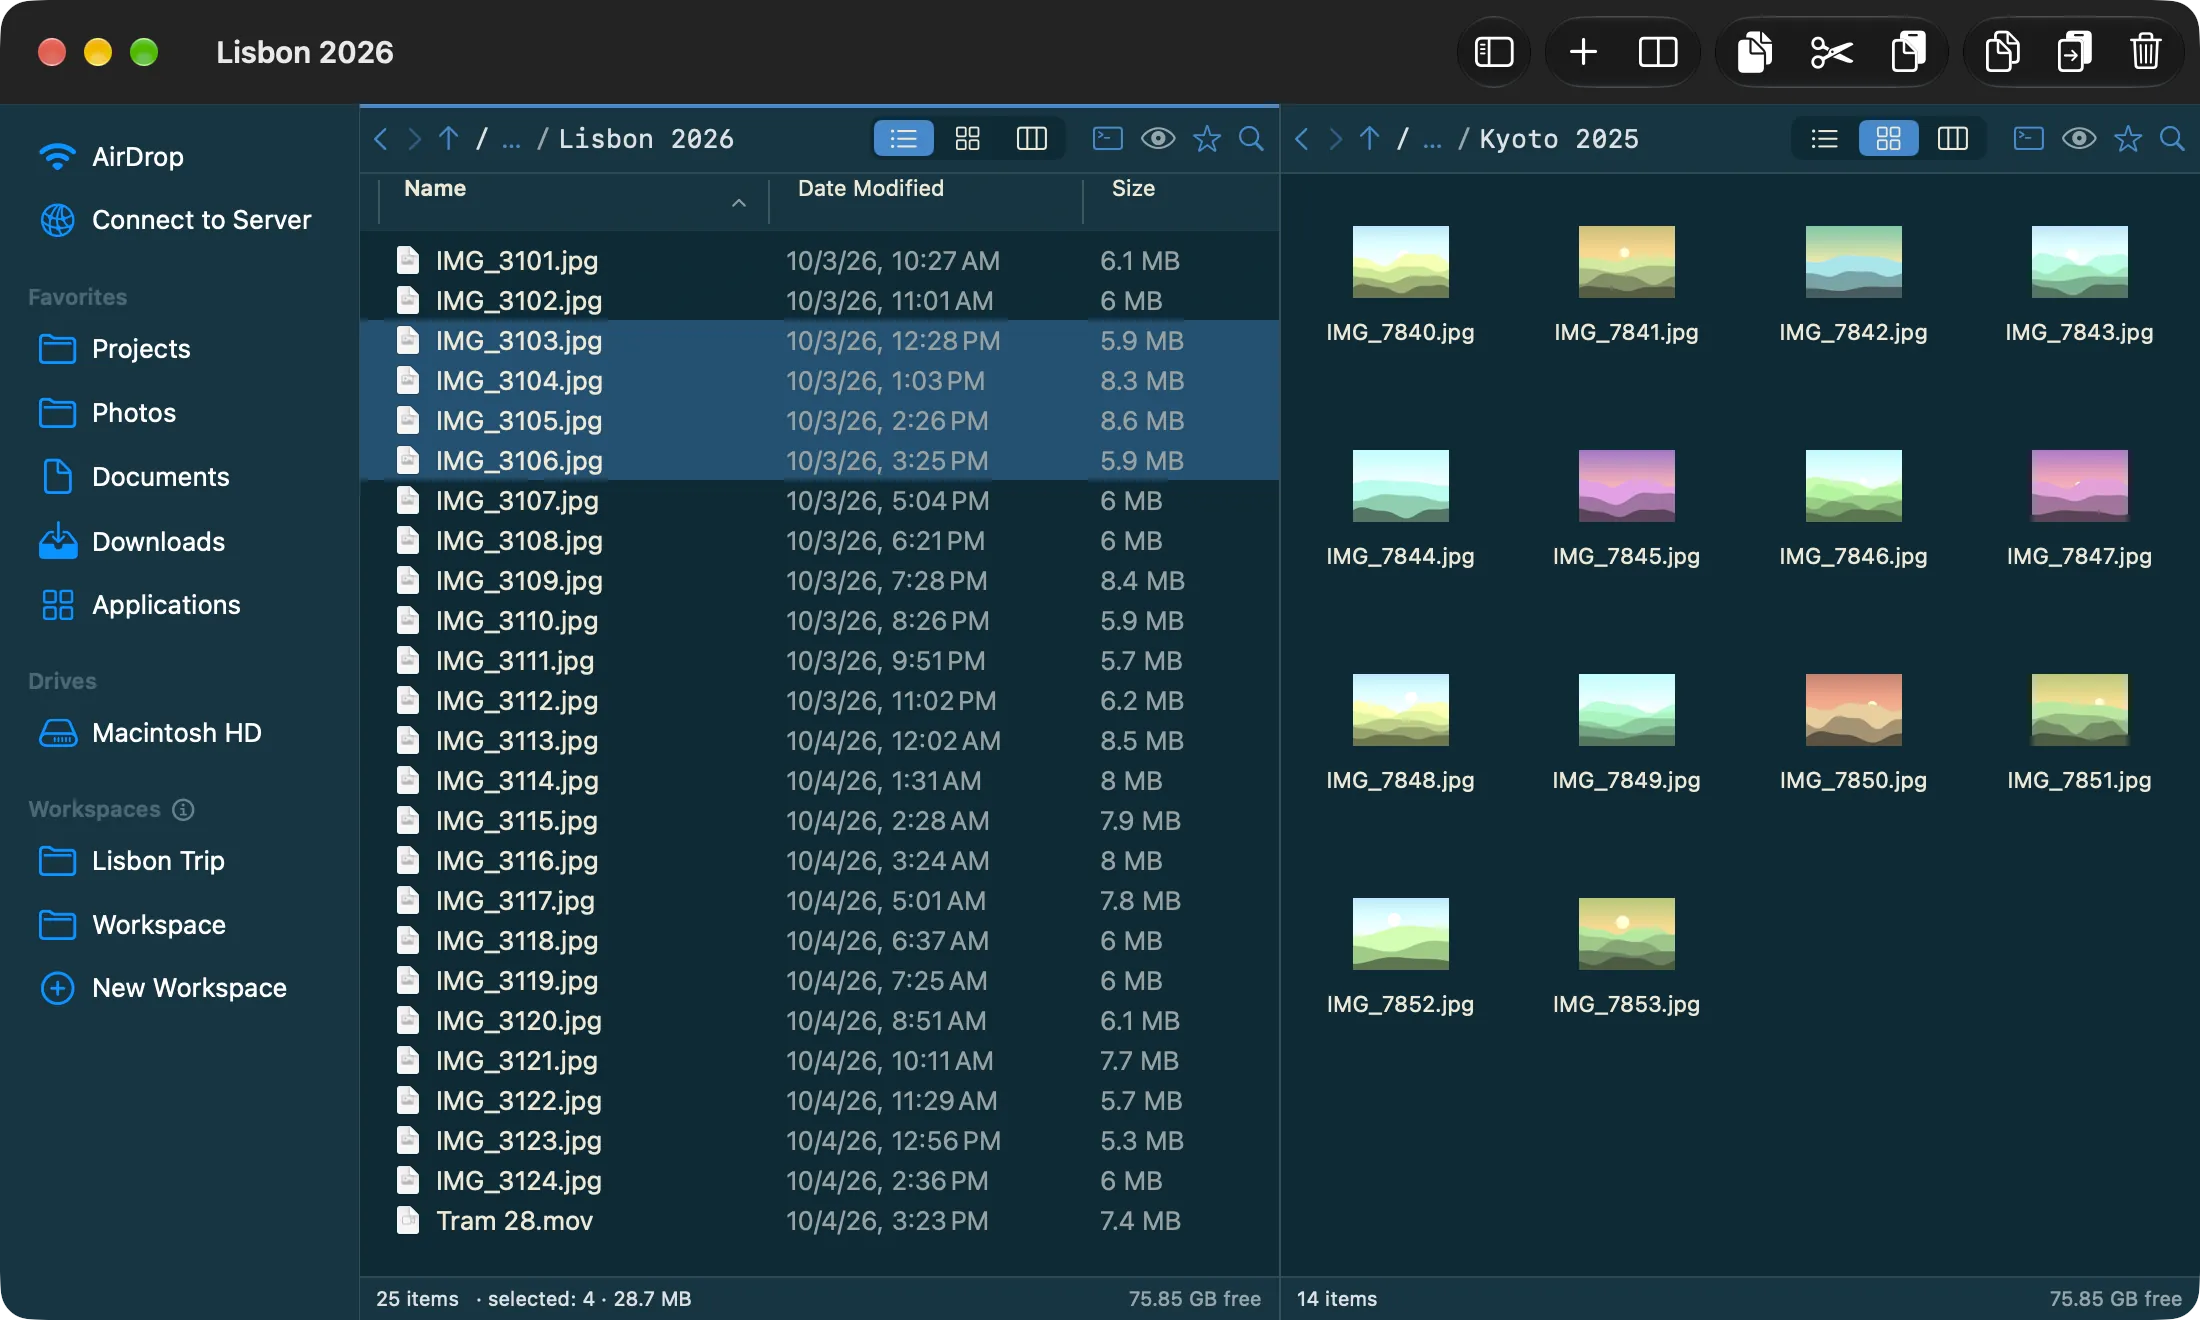 Lisbon 2026
AirDrop
Connect to Server
Favorites
Projects
Photos
Documents
Downloads
Applications
Drives
Macintosh HD
Workspaces
Lisbon Trip
Workspace
New Workspace
/ ... / Lisbon 2026
Name Date Modified Size
IMG_3101.jpg 10/3/26, 10:27 AM 6.1 MB
IMG_3102.jpg 10/3/26, 11:01 AM 6 MB
IMG_3103.jpg 10/3/26, 12:28 PM 5.9 MB
IMG_3104.jpg 10/3/26, 1:03 PM 8.3 MB
IMG_3105.jpg 10/3/26, 2:26 PM 8.6 MB
IMG_3106.jpg 10/3/26, 3:25 PM 5.9 MB
IMG_3107.jpg 10/3/26, 5:04 PM 6 MB
IMG_3108.jpg 10/3/26, 6:21 PM 6 MB
IMG_3109.jpg 10/3/26, 7:28 PM 8.4 MB
IMG_3110.jpg 10/3/26, 8:26 PM 5.9 MB
IMG_3111.jpg 10/3/26, 9:51 PM 5.7 MB
IMG_3112.jpg 10/3/26, 11:02 PM 6.2 MB
IMG_3113.jpg 10/4/26, 12:02 AM 8.5 MB
IMG_3114.jpg 10/4/26, 1:31 AM 8 MB
IMG_3115.jpg 10/4/26, 2:28 AM 7.9 MB
IMG_3116.jpg 10/4/26, 3:24 AM 8 MB
IMG_3117.jpg 10/4/26, 5:01 AM 7.8 MB
IMG_3118.jpg 10/4/26, 6:37 AM 6 MB
IMG_3119.jpg 10/4/26, 7:25 AM 6 MB
IMG_3120.jpg 10/4/26, 8:51 AM 6.1 MB
IMG_3121.jpg 10/4/26, 10:11 AM 7.7 MB
IMG_3122.jpg 10/4/26, 11:29 AM 5.7 MB
IMG_3123.jpg 10/4/26, 12:56 PM 5.3 MB
IMG_3124.jpg 10/4/26, 2:36 PM 6 MB
Tram 28.mov 10/4/26, 3:23 PM 7.4 MB
25 items · selected: 4 · 28.7 MB 75.85 GB free
/ ... / Kyoto 2025
IMG_7840.jpg IMG_7841.jpg IMG_7842.jpg IMG_7843.jpg
IMG_7844.jpg IMG_7845.jpg IMG_7846.jpg IMG_7847.jpg
IMG_7848.jpg IMG_7849.jpg IMG_7850.jpg IMG_7851.jpg
IMG_7852.jpg IMG_7853.jpg
14 items 75.85 GB free